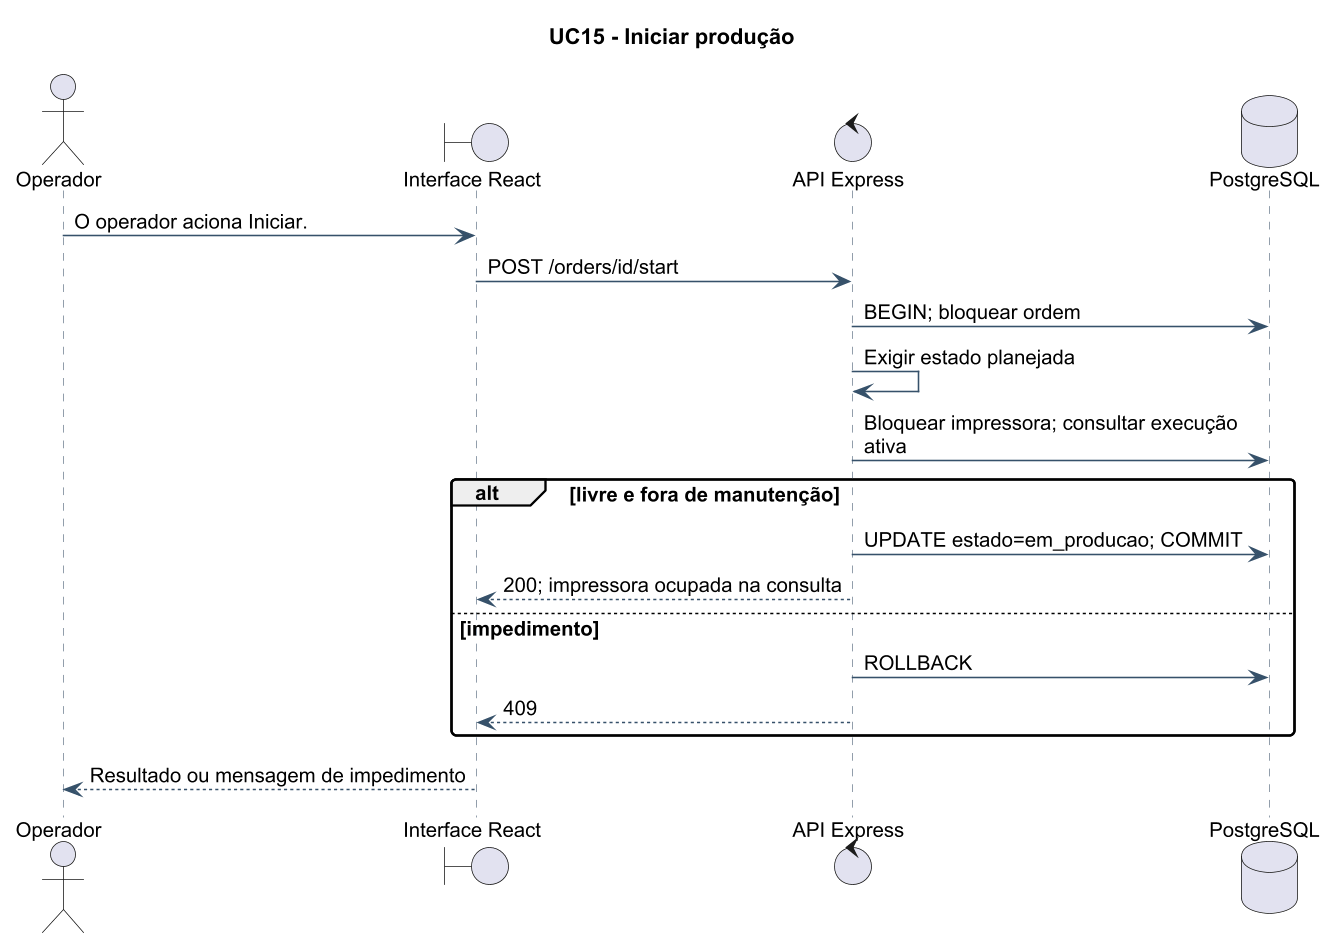 UC15 - Iniciar produção
Operador
Interface React
API Express
PostgreSQL
O operador aciona Iniciar.
POST /orders/id/start
BEGIN; bloquear ordem
Exigir estado planejada
Bloquear impressora; consultar execução
ativa
alt
[livre e fora de manutenção]
UPDATE estado=em_producao; COMMIT
200; impressora ocupada na consulta
[impedimento]
ROLLBACK
409
Resultado ou mensagem de impedimento
Operador
Interface React
API Express
PostgreSQL